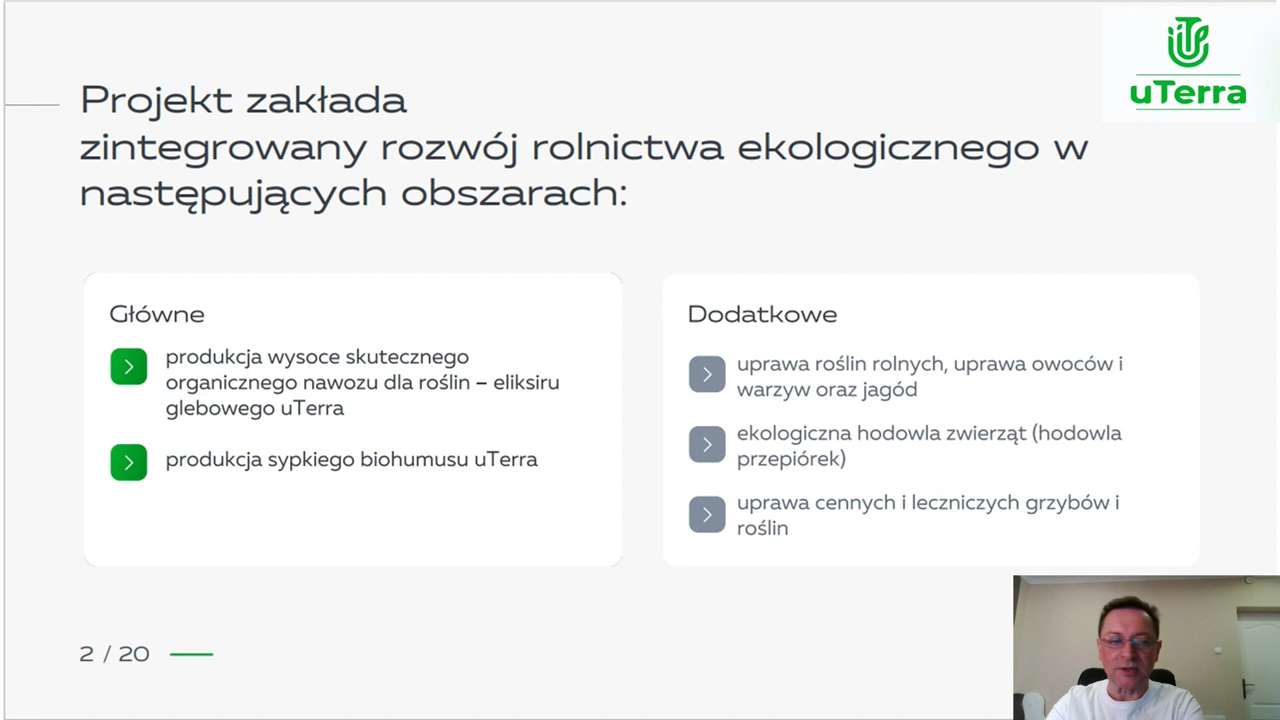 uTerra
Projekt zakłada
zintegrowany rozwój rolnictwa ekologicznego w
następujących obszarach:
Główne
produkcja wysoce skutecznego
organicznego nawozu dla roślin – eliksiru
glebowego uTerra
produkcja sypkiego biohumusu uTerra
Dodatkowe
uprawa roślin rolnych, uprawa owoców i
warzyw oraz jagód
ekologiczna hodowla zwierząt (hodowla
przepiórek)
uprawa cennych i leczniczych grzybów i
roślin
2 / 20